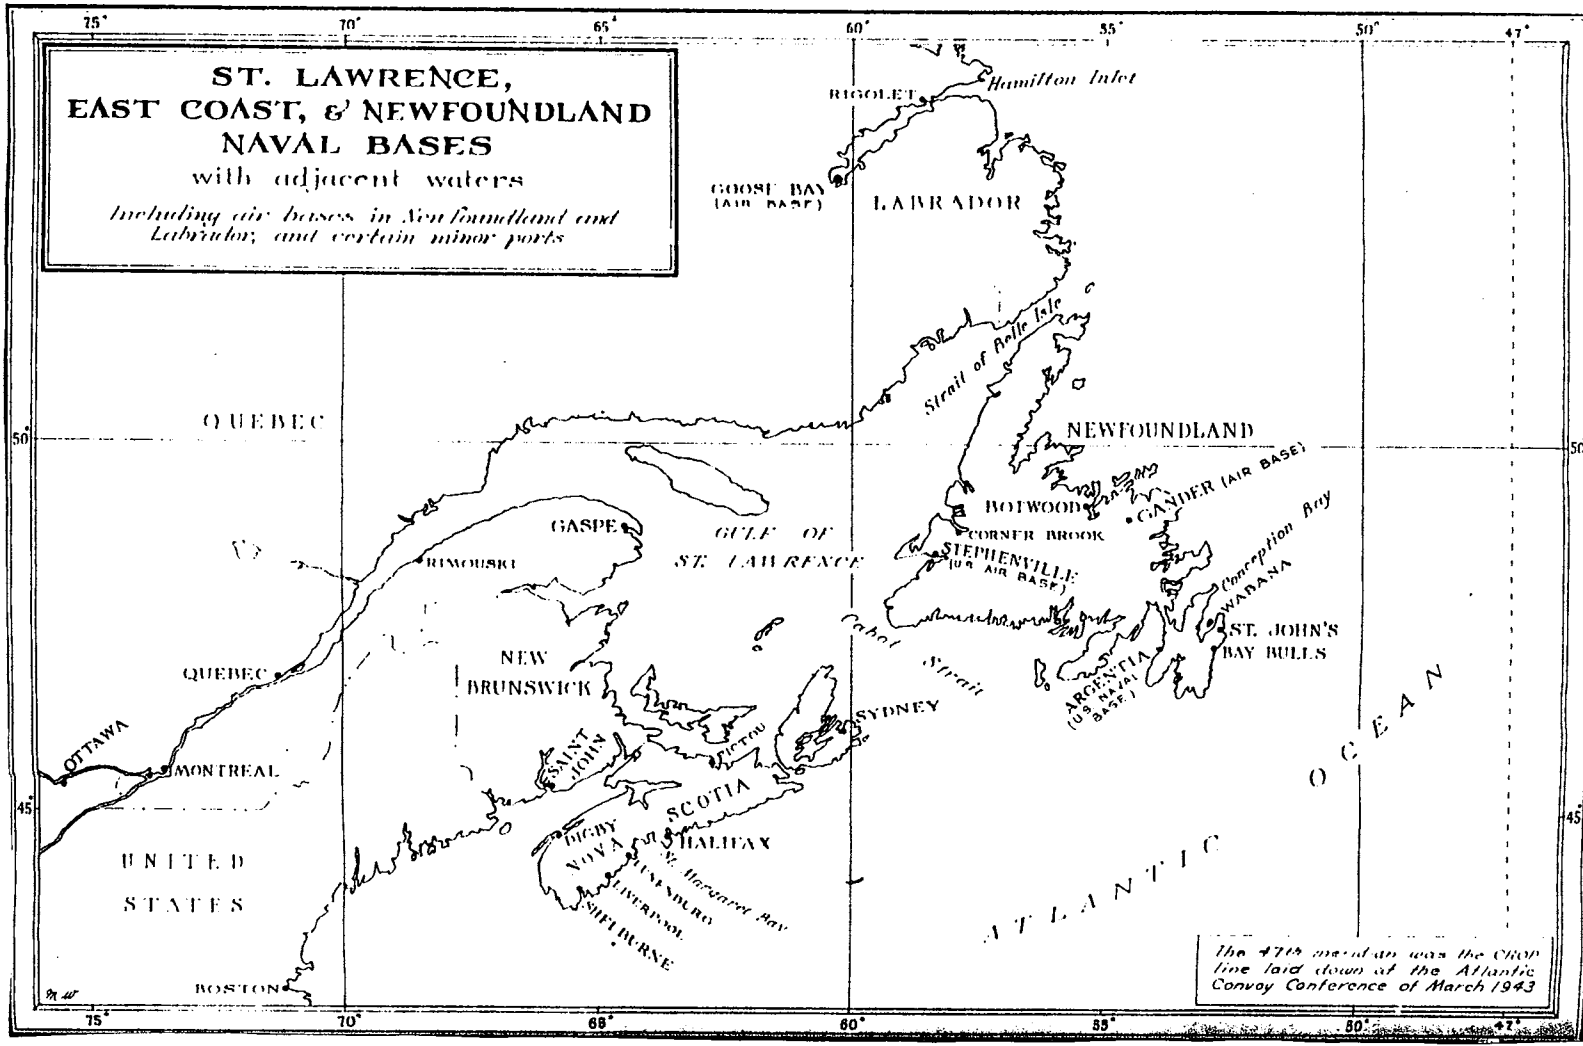 75°
70°
65°
60°
55°
50°
47°
ST. LAWRENCE,
EAST COAST, & NEWFOUNDLAND
NAVAL BASES
with adjacent waters
Including air bases in Newfoundland and
Labrador, and certain minor ports
Hamilton Inlet
RIGOLET
GOOSE BAY
(AIR BASE)
LABRADOR
Strait of Belle Isle
QUEBEC
50°
50°
NEWFOUNDLAND
GANDER (AIR BASE)
BOTWOOD
CORNER BROOK
STEPHENVILLE
(U.S. AIR BASE)
Conception Bay
WABANA
ST. JOHN'S
BAY BULLS
ARGENTIA
(U.S. NAVAL
BASE)
GASPE
GULF OF
ST. LAWRENCE
RIMOUSKI
Cabot Strait
QUEBEC
NEW
BRUNSWICK
SYDNEY
PICTOU
OTTAWA
MONTREAL
SAINT
JOHN
45°
45°
NOVA SCOTIA
DIGBY
HALIFAX
St. Margaret Bay
LUNENBURG
LIVERPOOL
SHELBURNE
UNITED
STATES
BOSTON
ATLANTIC OCEAN
The 47th meridian was the CHOP
line laid down at the Atlantic
Convoy Conference of March 1943
M W
75°
70°
65°
60°
55°
50°
47°